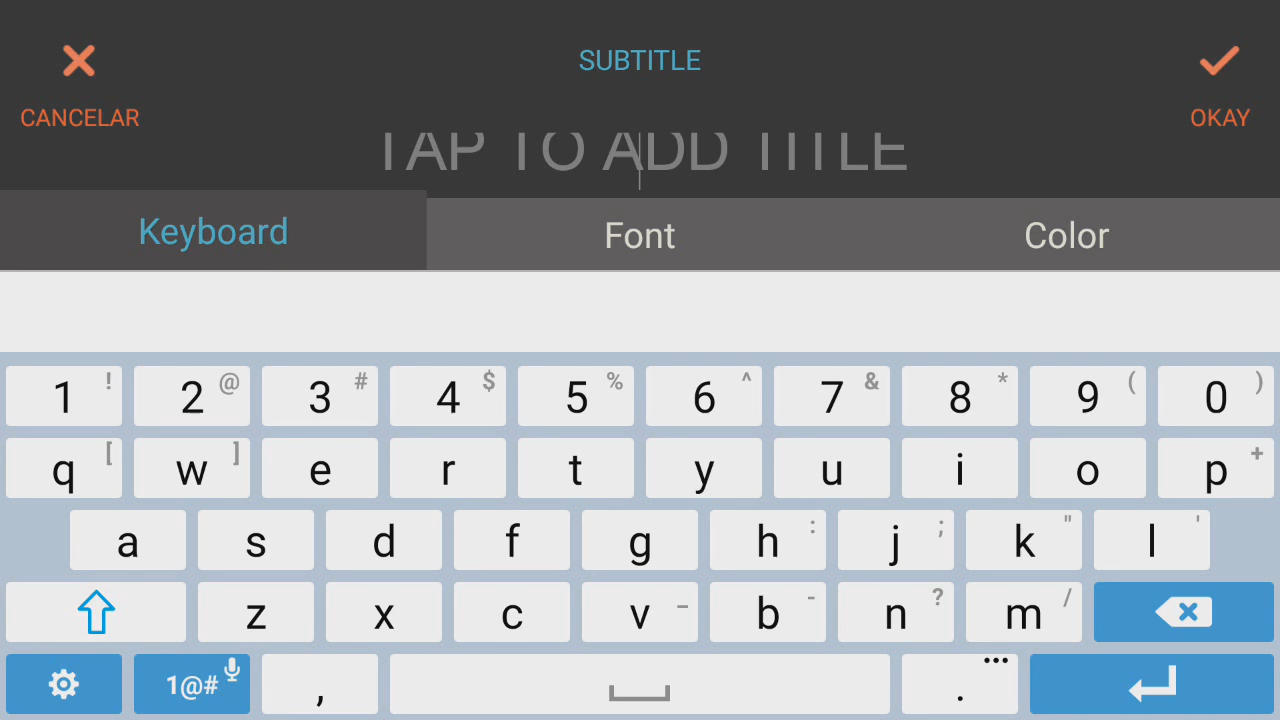 SUBTITLE
CANCELAR
OKAY
TAP TO ADD TITLE
Keyboard Font Color
1 ! 2 @ 3 # 4 $ 5 % 6 ^ 7 & 8 * 9 ( 0 )
q [ w ] e r t y u i o p +
a s d f g h : j ; k " l '
z x c v _ b - n ? m /
1@# , . ...